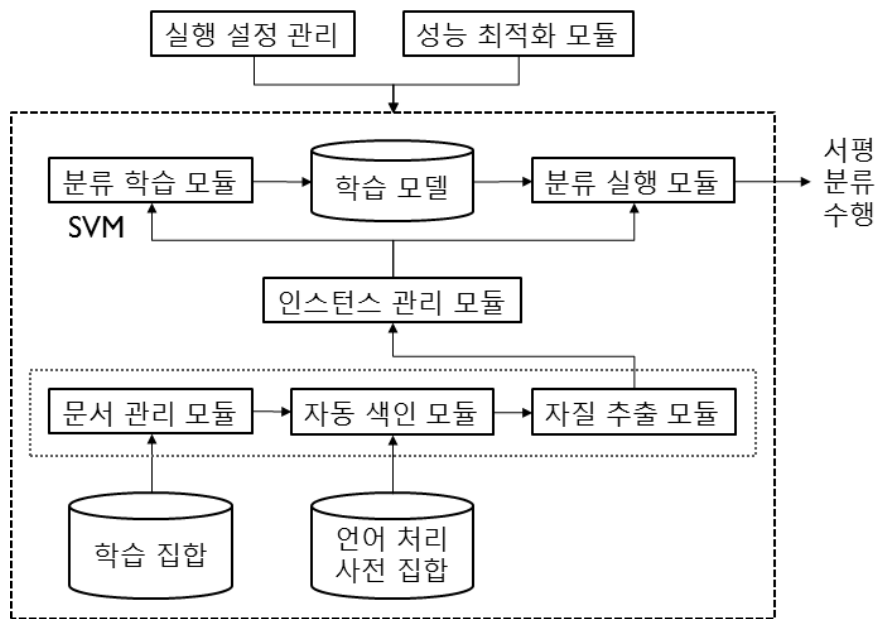 실행 설정 관리
성능 최적화 모듈
분류 학습 모듈
학습 모델
분류 실행 모듈
서평
분류
수행
SVM
인스턴스 관리 모듈
문서 관리 모듈
자동 색인 모듈
자질 추출 모듈
학습 집합
언어 처리
사전 집합